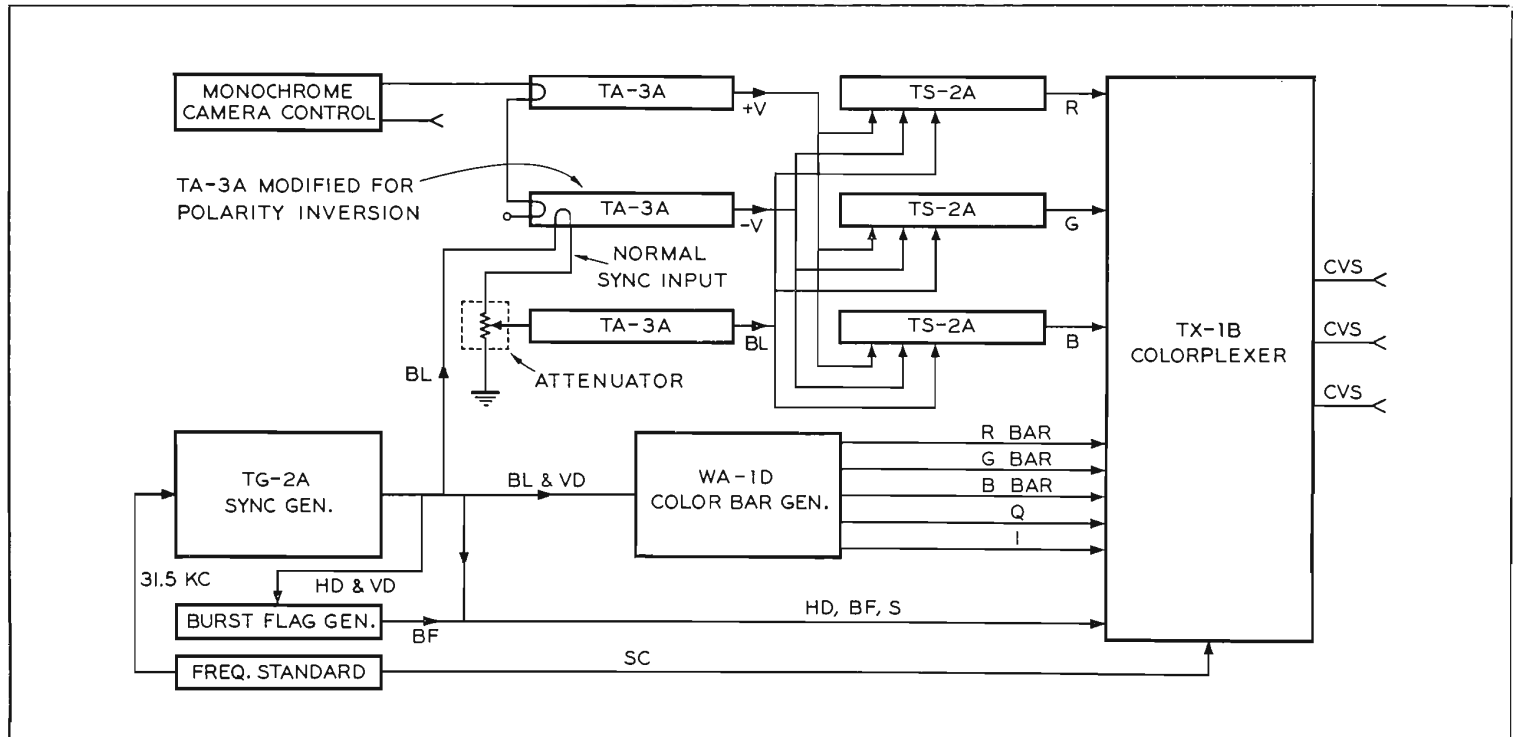 MONOCHROME
CAMERA CONTROL
TA-3A
+V
TS-2A
R
TA-3A MODIFIED FOR
POLARITY INVERSION
TA-3A
-V
TS-2A
G
NORMAL
SYNC INPUT
TA-3A
BL
TS-2A
B
ATTENUATOR
BL
TX-1B
COLORPLEXER
CVS
CVS
CVS
TG-2A
SYNC GEN.
BL & VD
WA-1D
COLOR BAR GEN.
R BAR
G BAR
B BAR
Q
I
31.5 KC
HD & VD
BURST FLAG GEN.
BF
HD, BF, S
FREQ. STANDARD
SC